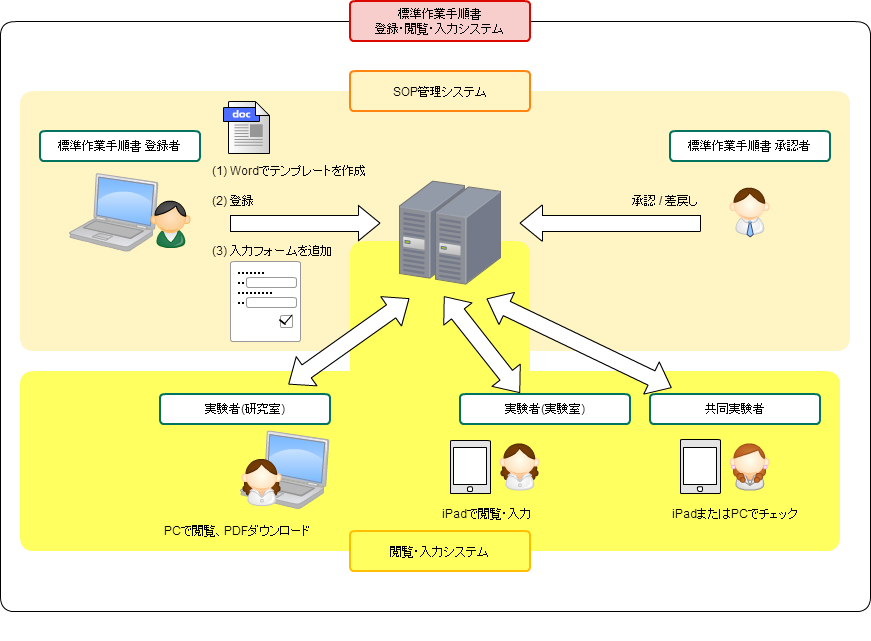 標準作業手順書
登録・閲覧・入力システム
SOP管理システム
標準作業手順書 登録者
doc
(1) Wordでテンプレートを作成
(2) 登録
(3) 入力フォームを追加
標準作業手順書 承認者
承認 / 差戻し
実験者(研究室)
PCで閲覧、PDFダウンロード
実験者(実験室)
iPadで閲覧・入力
共同実験者
iPadまたはPCでチェック
閲覧・入力システム